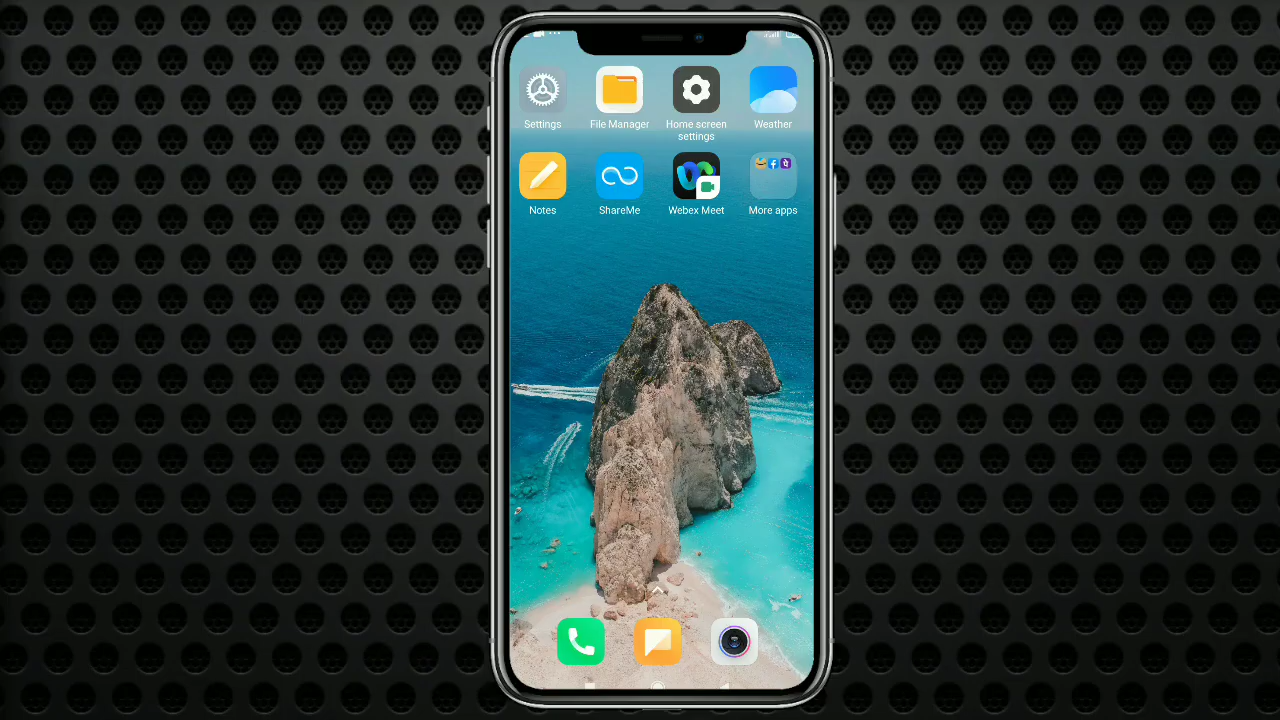 Settings
File Manager
Home screen
settings
Weather
Notes
ShareMe
Webex Meet
More apps